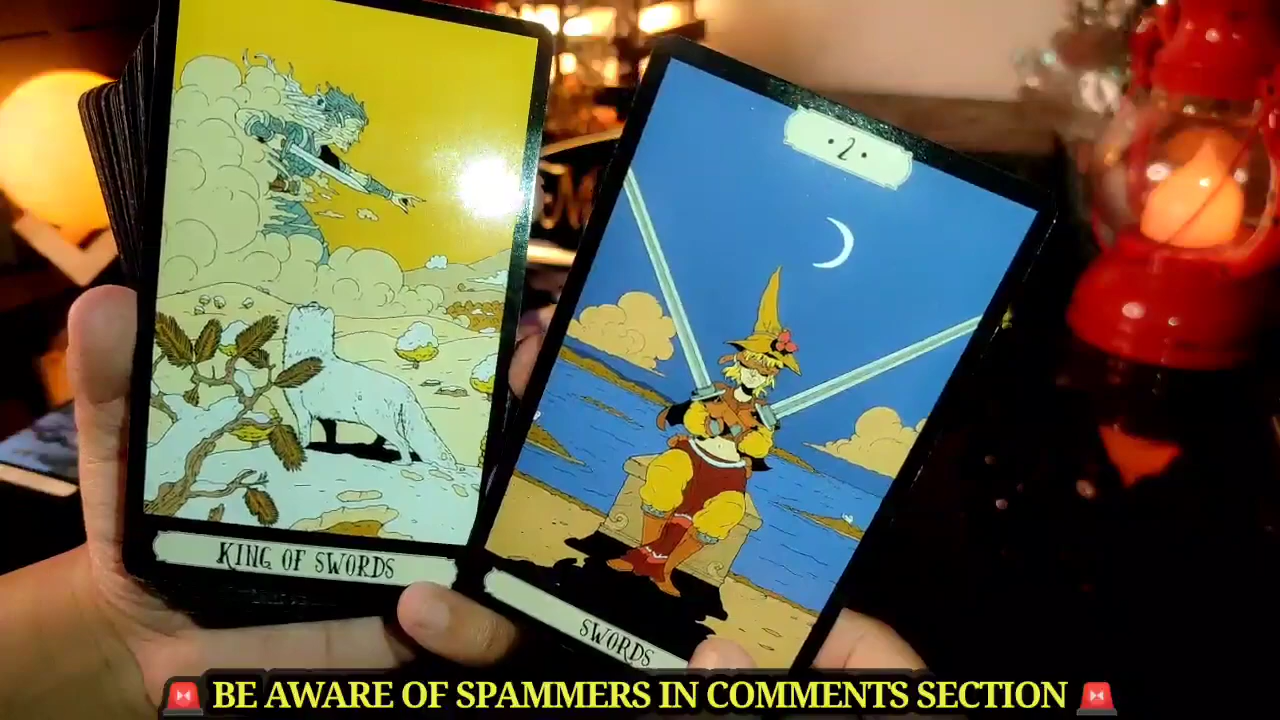 • 2 •
KING OF SWORDS
SWORDS
🚨 BE AWARE OF SPAMMERS IN COMMENTS SECTION 🚨